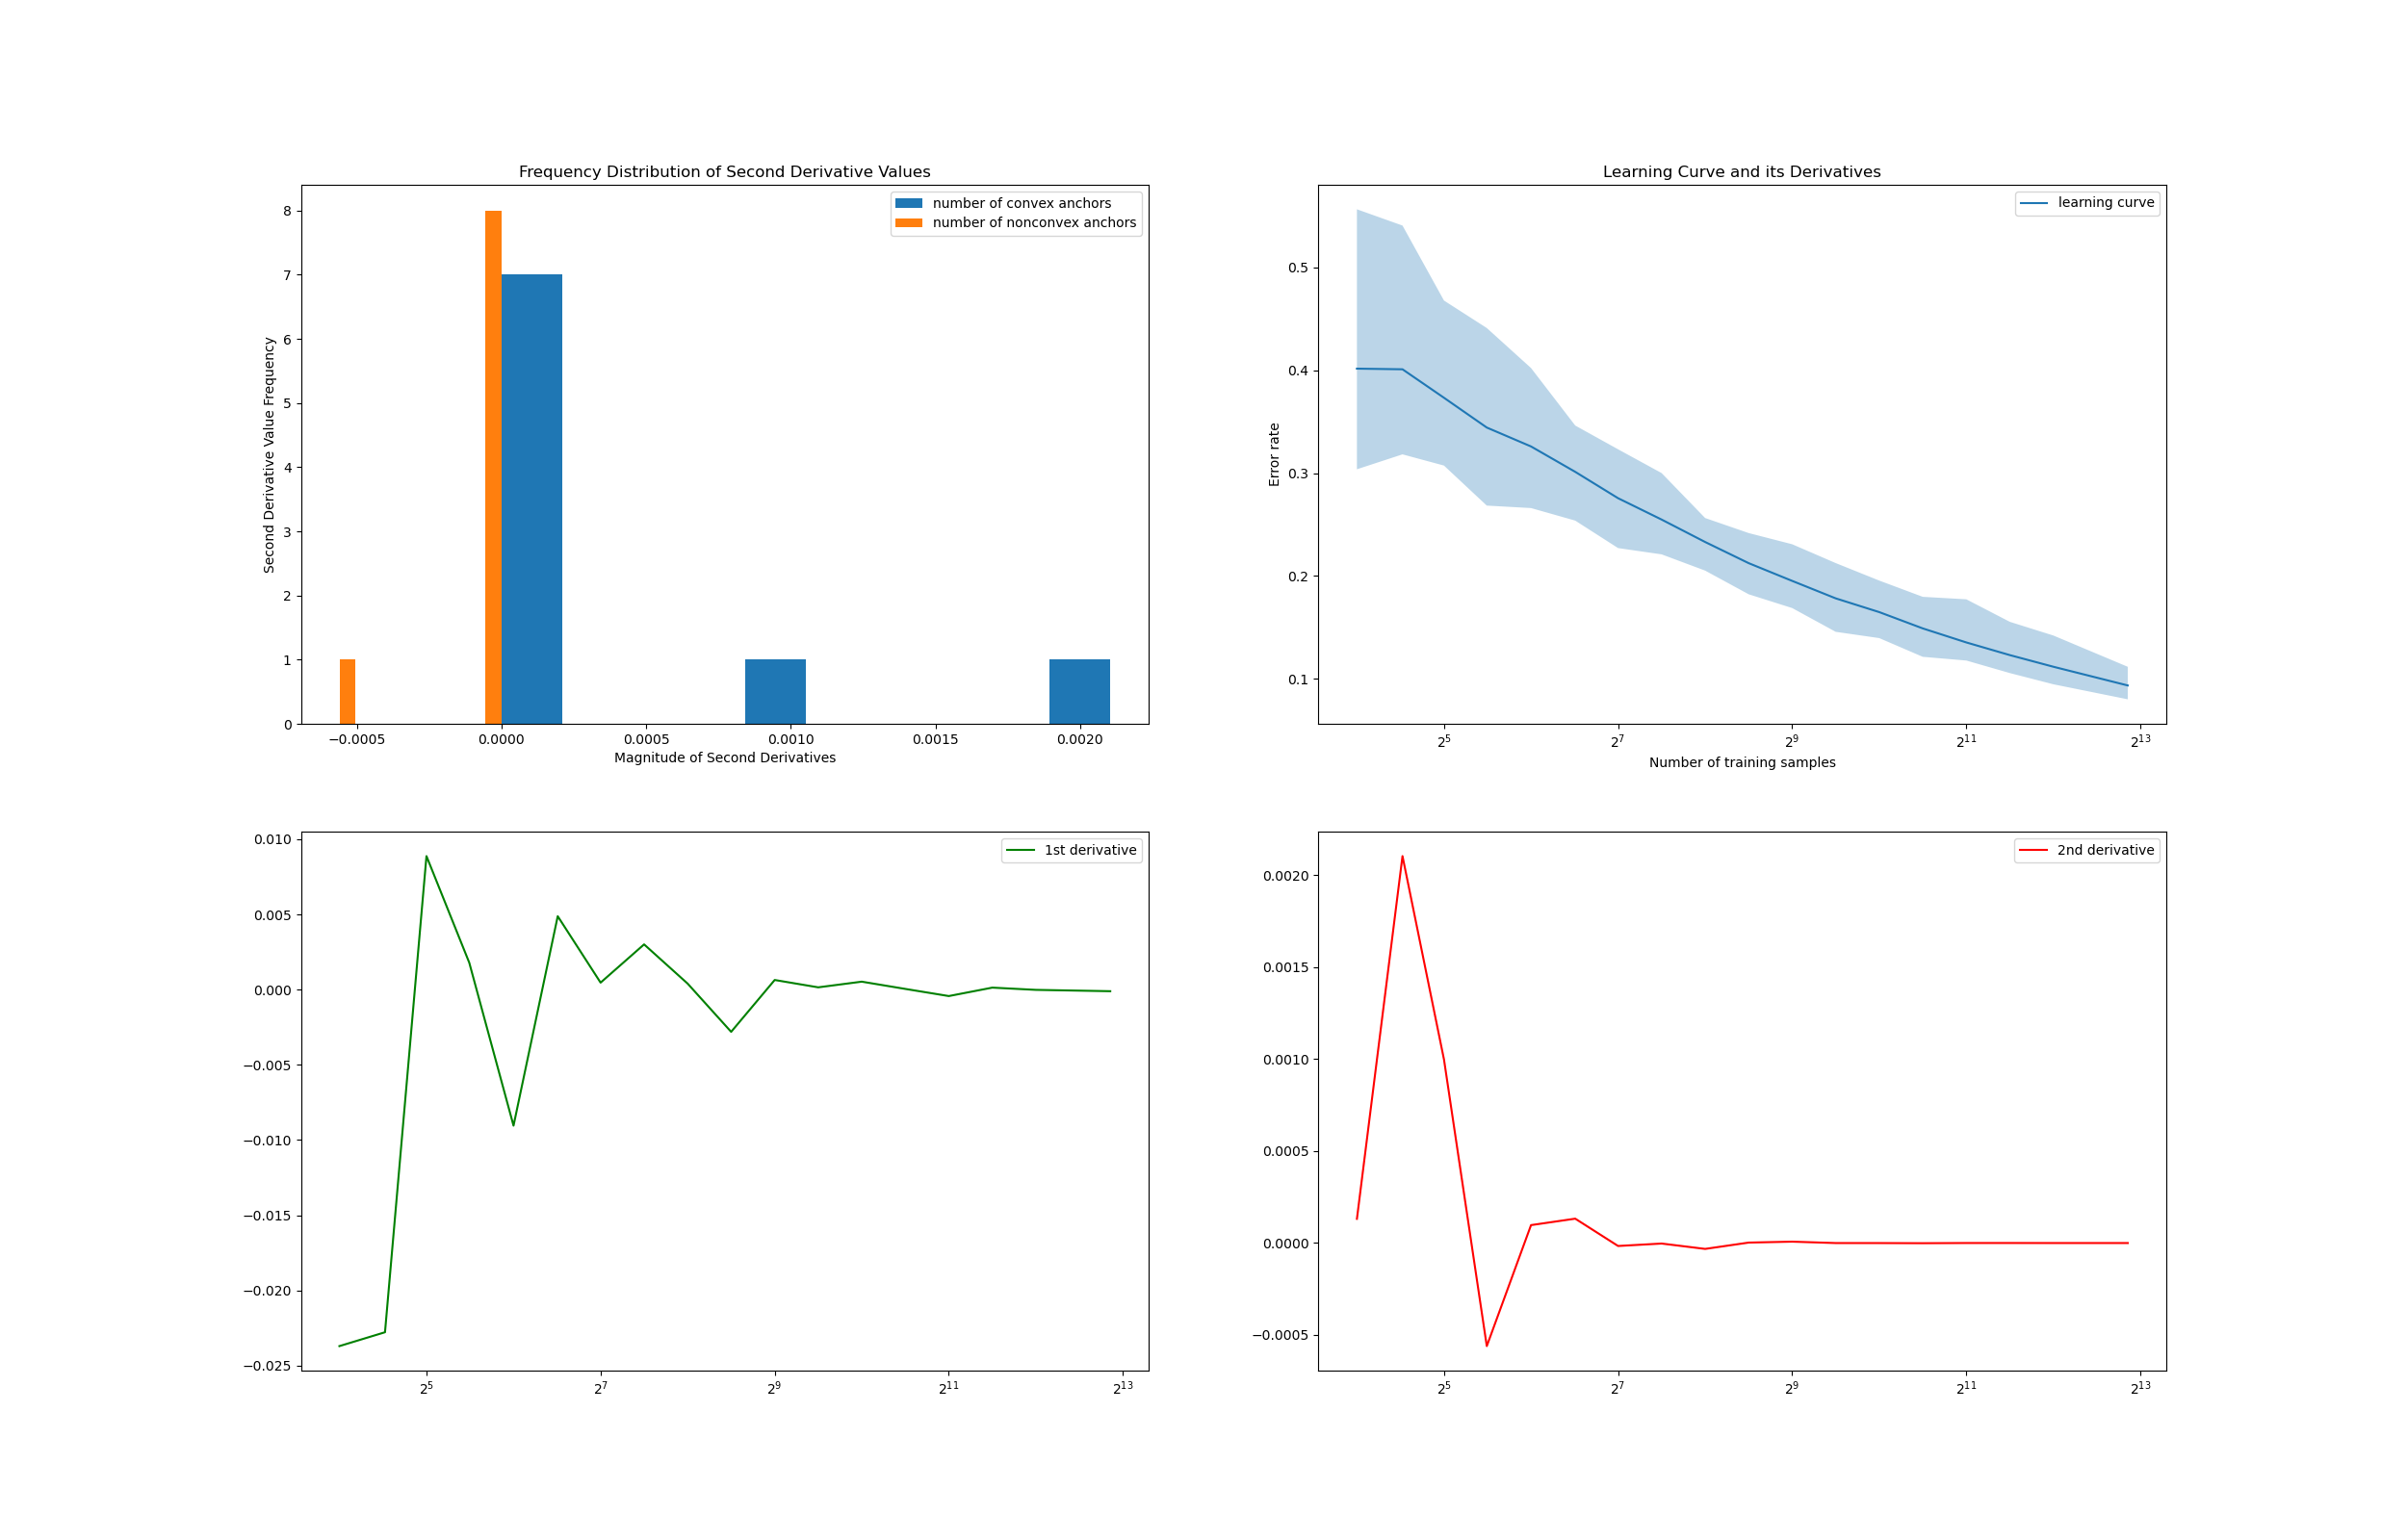 Frequency Distribution of Second Derivative Values
number of convex anchors
number of nonconvex anchors
8
7
6
5
4
3
2
1
0
Second Derivative Value Frequency
−0.0005 0.0000 0.0005 0.0010 0.0015 0.0020
Magnitude of Second Derivatives
Learning Curve and its Derivatives
learning curve
0.5
0.4
0.3
0.2
0.1
Error rate
2^5 2^7 2^9 2^11 2^13
Number of training samples
1st derivative
0.010
0.005
0.000
−0.005
−0.010
−0.015
−0.020
−0.025
2^5 2^7 2^9 2^11 2^13
2nd derivative
0.0020
0.0015
0.0010
0.0005
0.0000
−0.0005
2^5 2^7 2^9 2^11 2^13